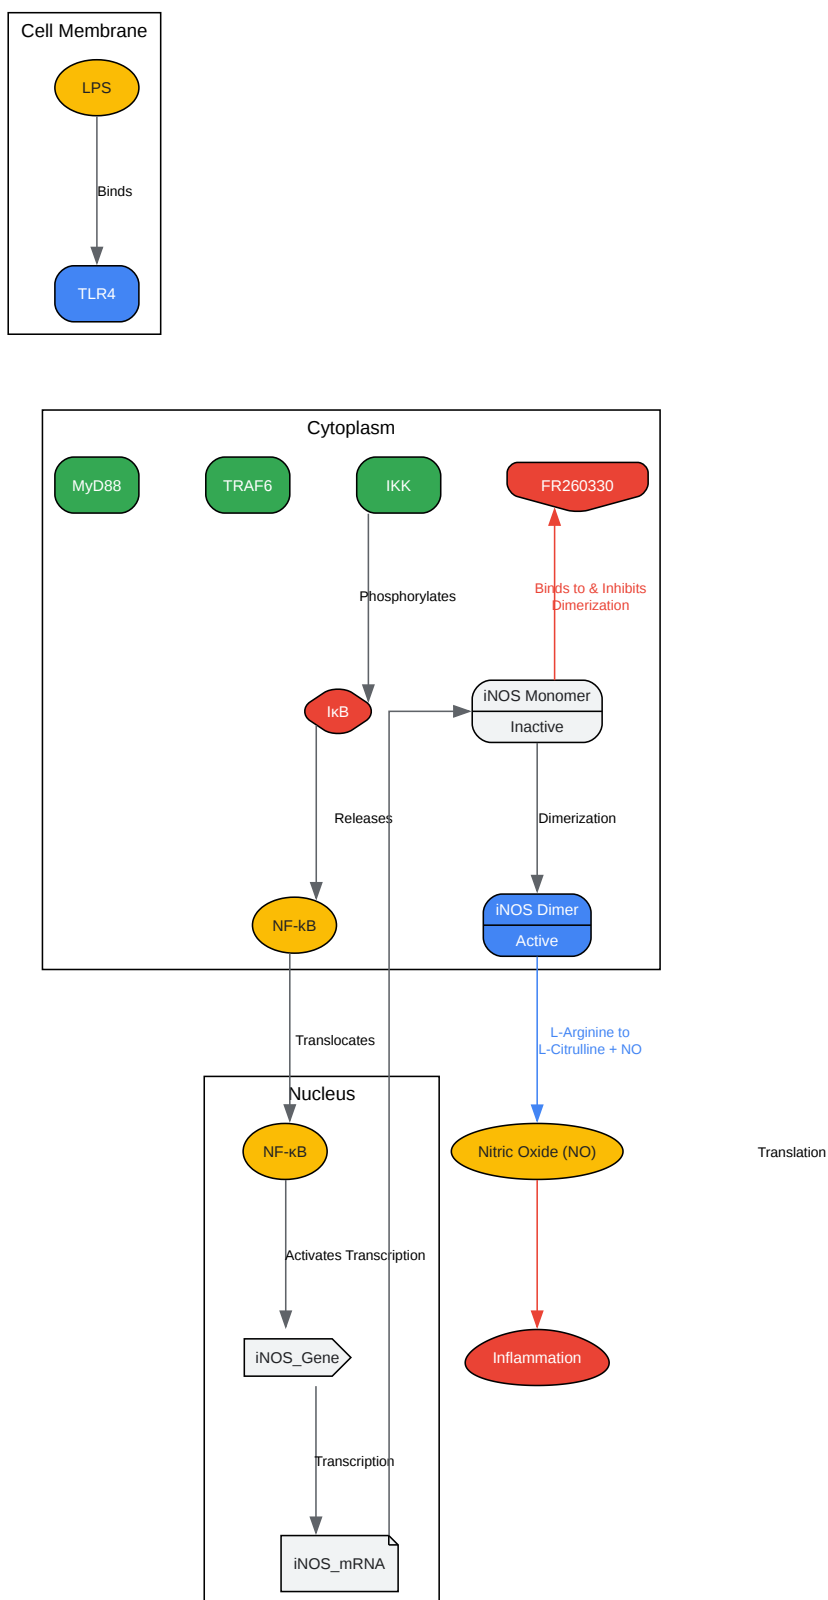 Cell Membrane
LPS
Binds
TLR4
Cytoplasm
MyD88
TRAF6
IKK
FR260330
Phosphorylates
Binds to & Inhibits
Dimerization
IκB
iNOS Monomer
Inactive
Releases
Dimerization
NF-kB
iNOS Dimer
Active
Translocates
L-Arginine to
L-Citrulline + NO
Nucleus
NF-κB
Nitric Oxide (NO)
Translation
Activates Transcription
iNOS_Gene
Inflammation
Transcription
iNOS_mRNA